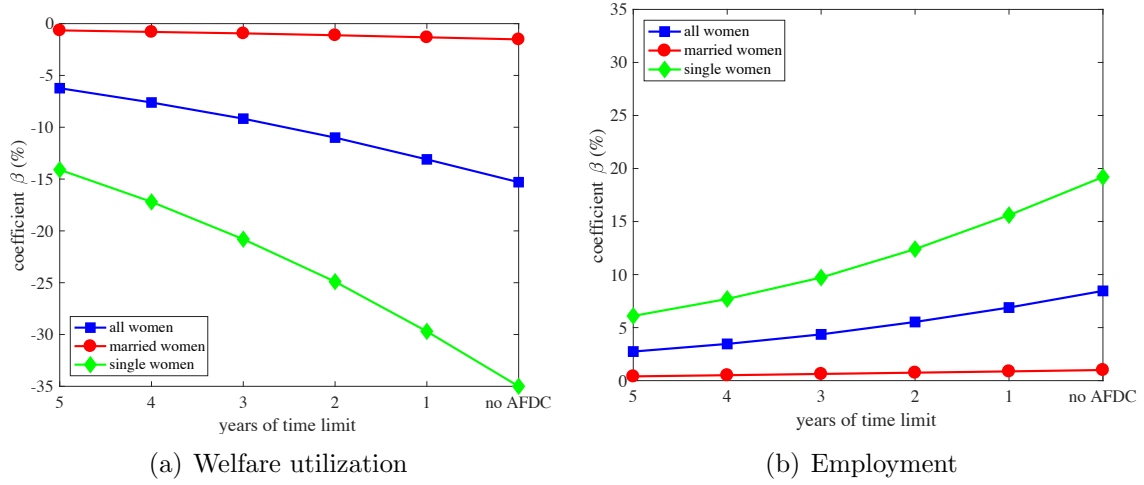 0
-5
-10
-15
-20
-25
-30
-35
coefficient β (%)
all women
married women
single women
5 4 3 2 1 no AFDC
years of time limit
(a) Welfare utilization
35
30
25
20
15
10
5
0
coefficient β (%)
all women
married women
single women
5 4 3 2 1 no AFDC
years of time limit
(b) Employment